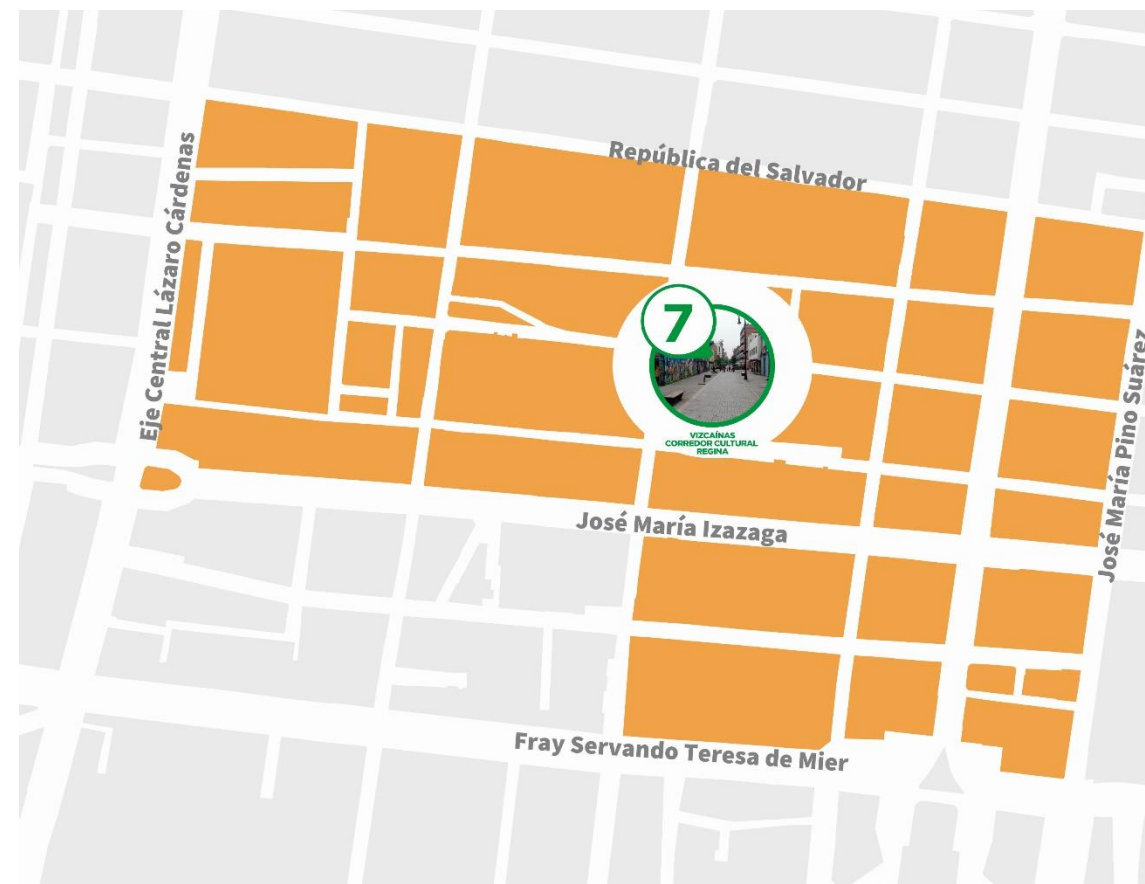 República del Salvador
Eje Central Lázaro Cárdenas
7
VIZCAÍNAS
CORREDOR CULTURAL
REGINA
José María Pino Suárez
José María Izazaga
Fray Servando Teresa de Mier